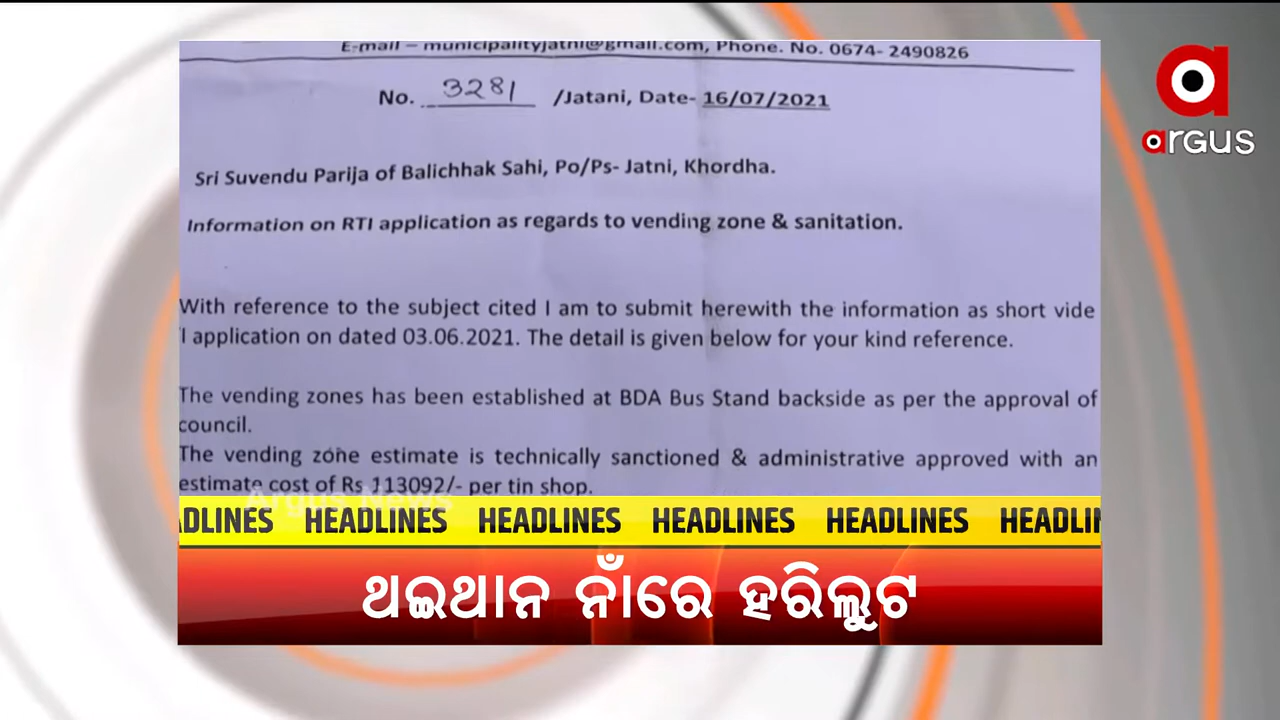 E-mail – municipalityjatni@gmail.com, Phone. No. 0674- 2490826
argus
No. 3281 /Jatani, Date- 16/07/2021
Sri Suvendu Parija of Balichhak Sahi, Po/Ps- Jatni, Khordha.
Information on RTI application as regards to vending zone & sanitation.
With reference to the subject cited I am to submit herewith the information as short vide
I application on dated 03.06.2021. The detail is given below for your kind reference.
The vending zones has been established at BDA Bus Stand backside as per the approval of
council.
The vending zone estimate is technically sanctioned & administrative approved with an
estimate cost of Rs 113092/- per tin shop.
Argus News
ADLINES HEADLINES HEADLINES HEADLINES HEADLINES HEADLIN
ଥଇଥାନ ନାଁରେ ହରିଲୁଟ